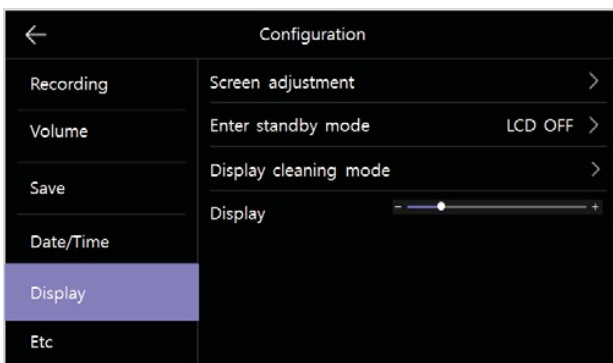 Configuration
Recording
Volume
Save
Date/Time
Display
Etc
Screen adjustment
Enter standby mode LCD OFF
Display cleaning mode
Display - +